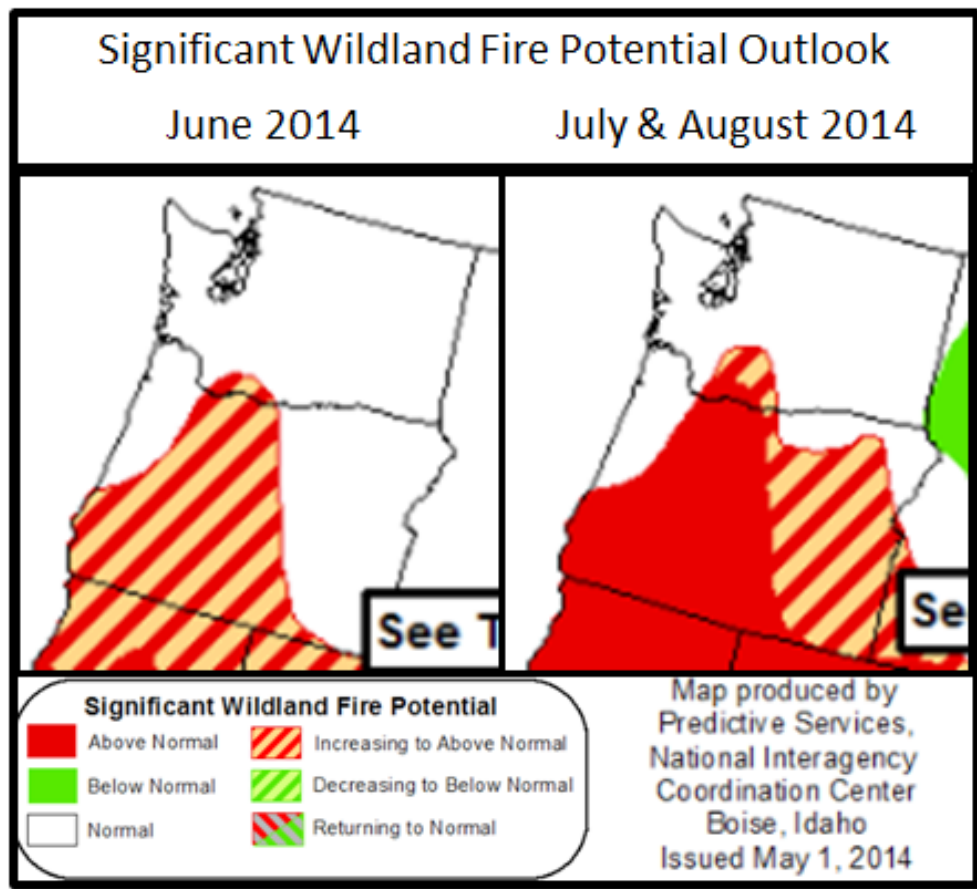 Significant Wildland Fire Potential Outlook
June 2014
July & August 2014
See T
Se
Significant Wildland Fire Potential
Above Normal
Increasing to Above Normal
Below Normal
Decreasing to Below Normal
Normal
Returning to Normal
Map produced by
Predictive Services,
National Interagency
Coordination Center
Boise, Idaho
Issued May 1, 2014